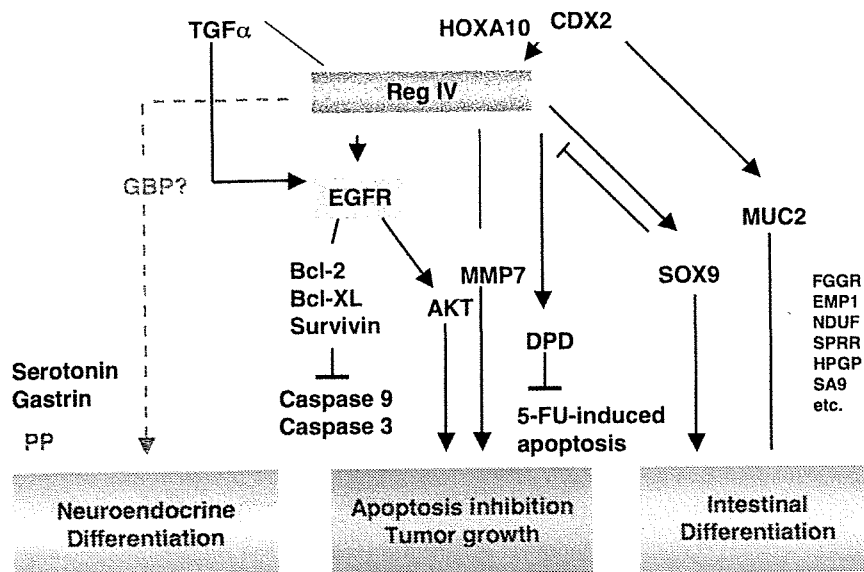 TGFα
HOXA10
CDX2
Reg IV
GBP?
EGFR
MUC2
Bcl-2
Bcl-XL
Survivin
AKT
MMP7
SOX9
DPD
FGGR
EMP1
NDUF
SPRR
HPGP
SA9
etc.
Serotonin
Gastrin
PP
Caspase 9
Caspase 3
5-FU-induced
apoptosis
Neuroendocrine
Differentiation
Apoptosis inhibition
Tumor growth
Intestinal
Differentiation